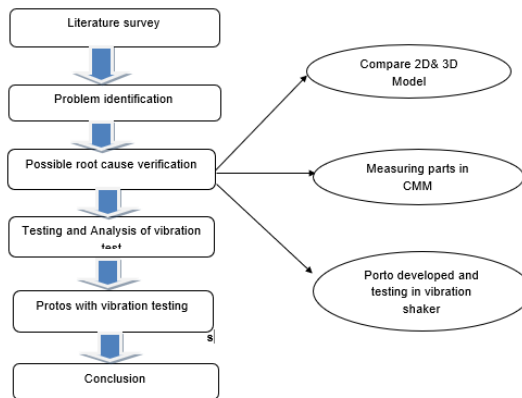 Literature survey
Problem identification
Possible root cause verification
Testing and Analysis of vibration
test
Protos with vibration testing
s
Conclusion
Compare 2D& 3D
Model
Measuring parts in
CMM
Porto developed and
testing in vibration
shaker